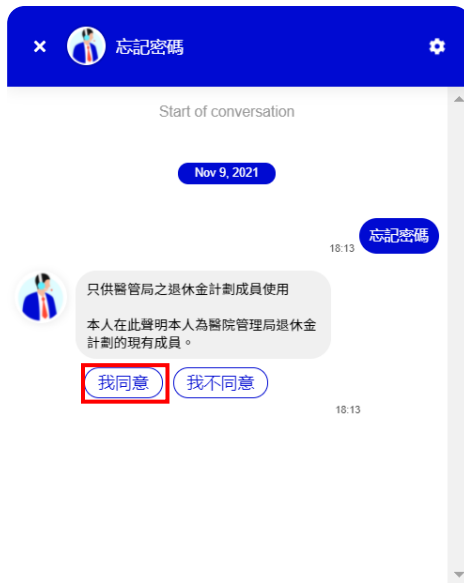 忘記密碼
Start of conversation
Nov 9, 2021
忘記密碼
18:13
只供醫管局之退休金計劃成員使用
本人在此聲明本人為醫院管理局退休金
計劃的現有成員。
我同意 我不同意
18:13